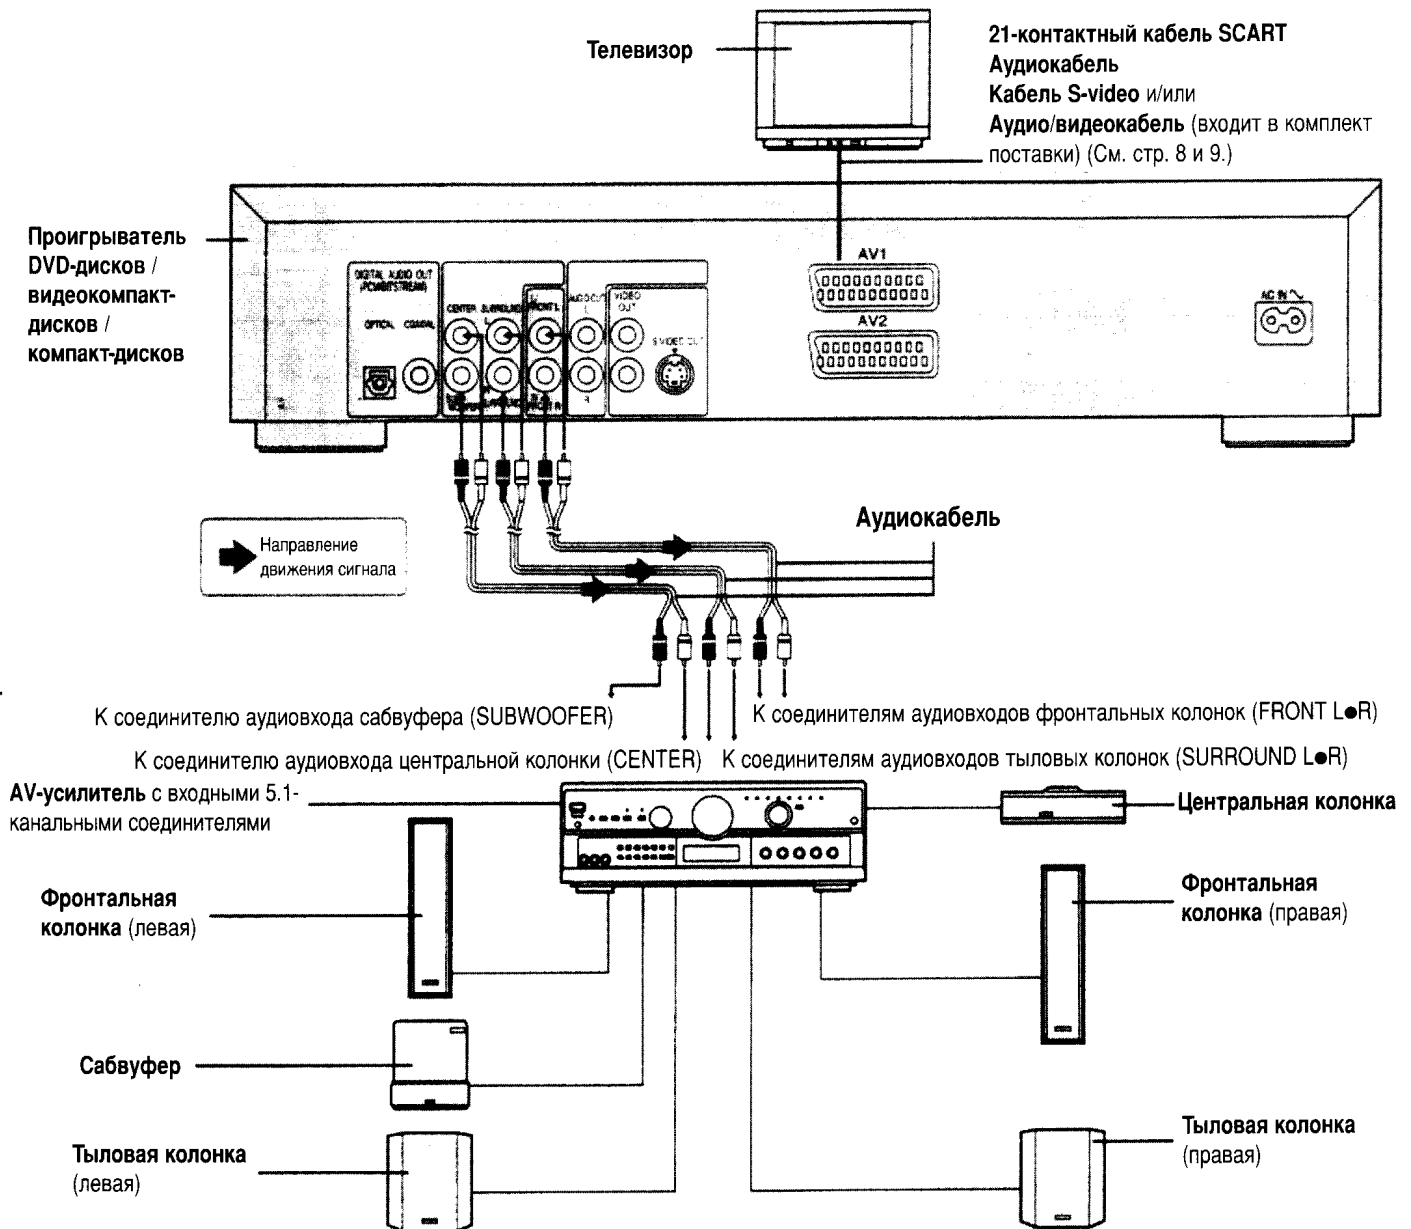 Телевизор
21-контактный кабель SCART
Аудиокабель
Кабель S-video и/или
Аудио/видеокабель (входит в комплект
поставки) (См. стр. 8 и 9.)
Проигрыватель
DVD-дисков /
видеокомпакт-
дисков /
компакт-дисков
DIGITAL AUDIO OUT
(PCM/BITSTREAM)
OPTICAL COAXIAL
CENTER SURROUND
L
FRONT L
AUDIO OUT
L
VIDEO
OUT
S VIDEO OUT
R
AV1
AV2
AC IN
Аудиокабель
Направление
движения сигнала
К соединителю аудиовхода сабвуфера (SUBWOOFER)
К соединителям аудиовходов фронтальных колонок (FRONT L●R)
К соединителю аудиовхода центральной колонки (CENTER)
К соединителям аудиовходов тыловых колонок (SURROUND L●R)
AV-усилитель с входными 5.1-
канальными соединителями
Центральная колонка
Фронтальная
колонка (левая)
Фронтальная
колонка (правая)
Сабвуфер
Тыловая колонка
(левая)
Тыловая колонка
(правая)